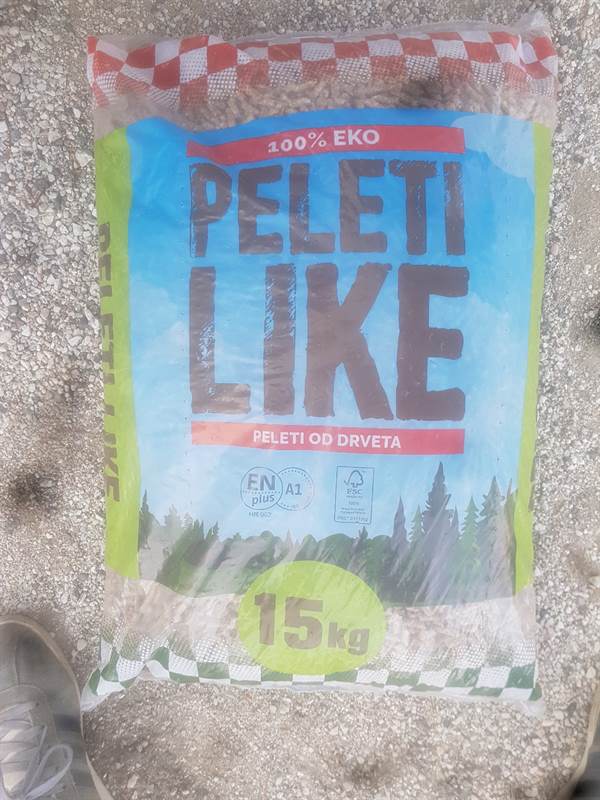 100% EKO
PELETI
LIKE
PELETI OD DRVETA
EN
plus
A1
FSC
15kg
PELETI LIKE